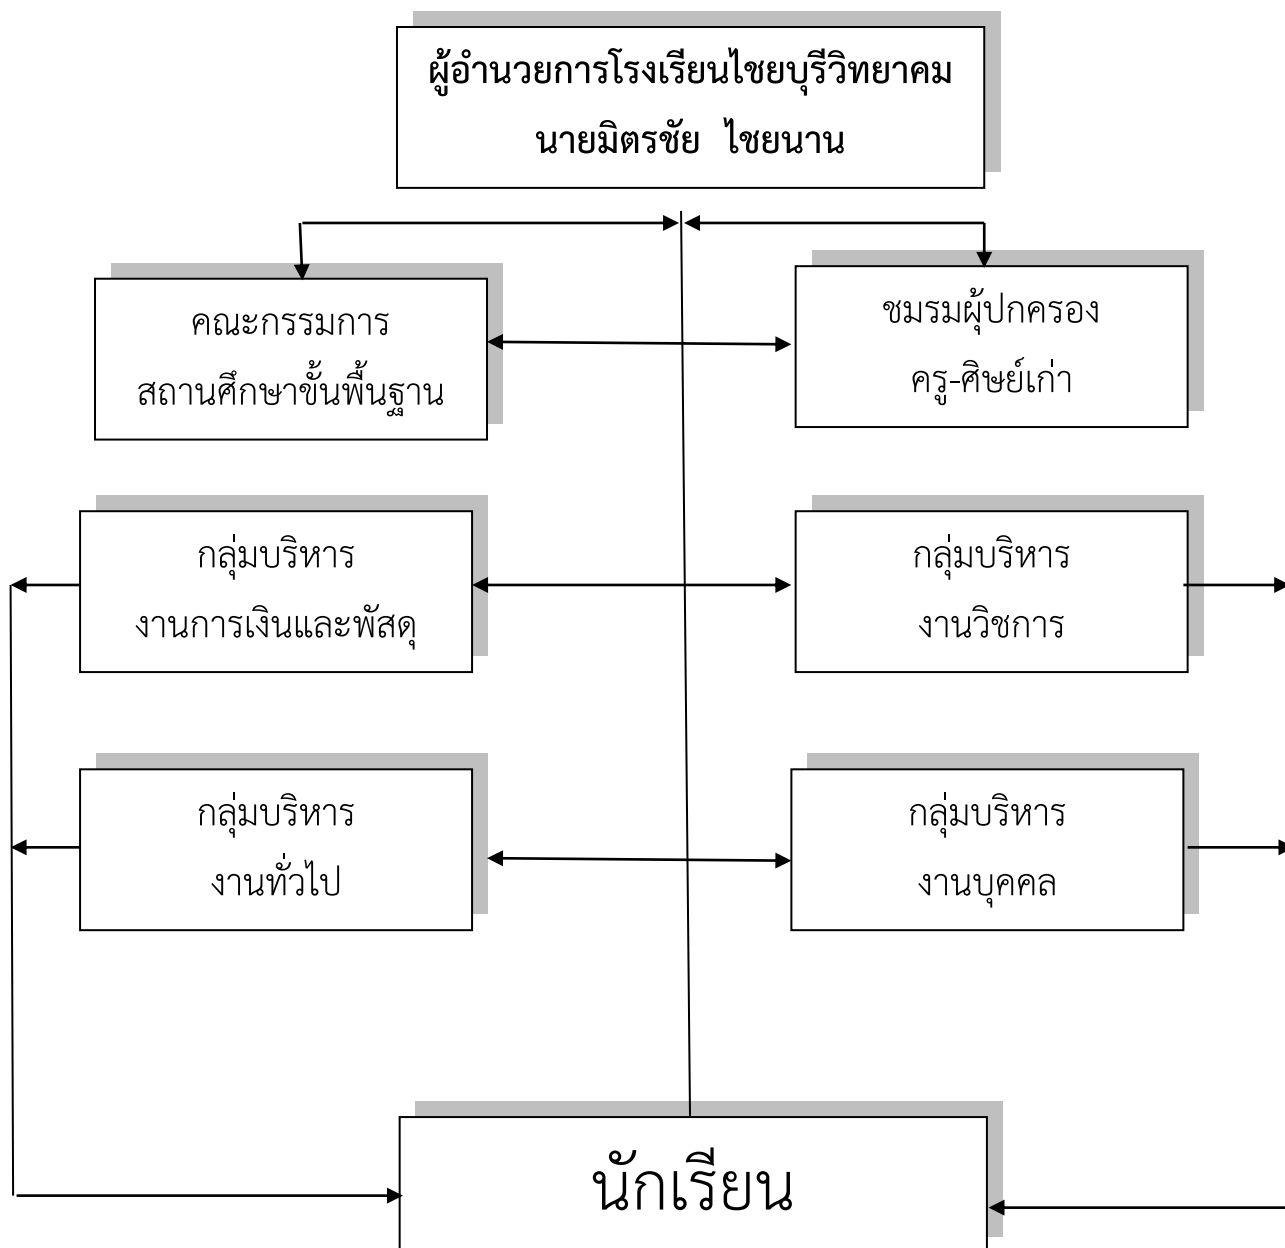 ผู้อำนวยการโรงเรียนไชยบุรีวิทยาคม
นายมิตรชัย ไชยนาน
คณะกรรมการ
สถานศึกษาขั้นพื้นฐาน
ชมรมผุ้ปกครอง
ครู-ศิษย์เก่า
กลุ่มบริหาร
งานการเงินและพัสดุ
กลุ่มบริหาร
งานวิชการ
กลุ่มบริหาร
งานทั่วไป
กลุ่มบริหาร
งานบุคคล
นักเรียน